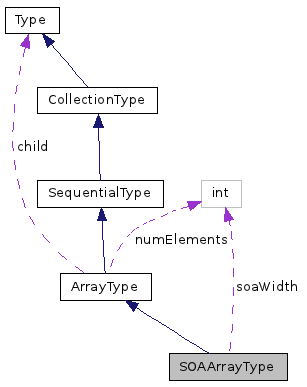 Type
CollectionType
child
SequentialType
int
numElements
ArrayType
soaWidth
SOAArrayType